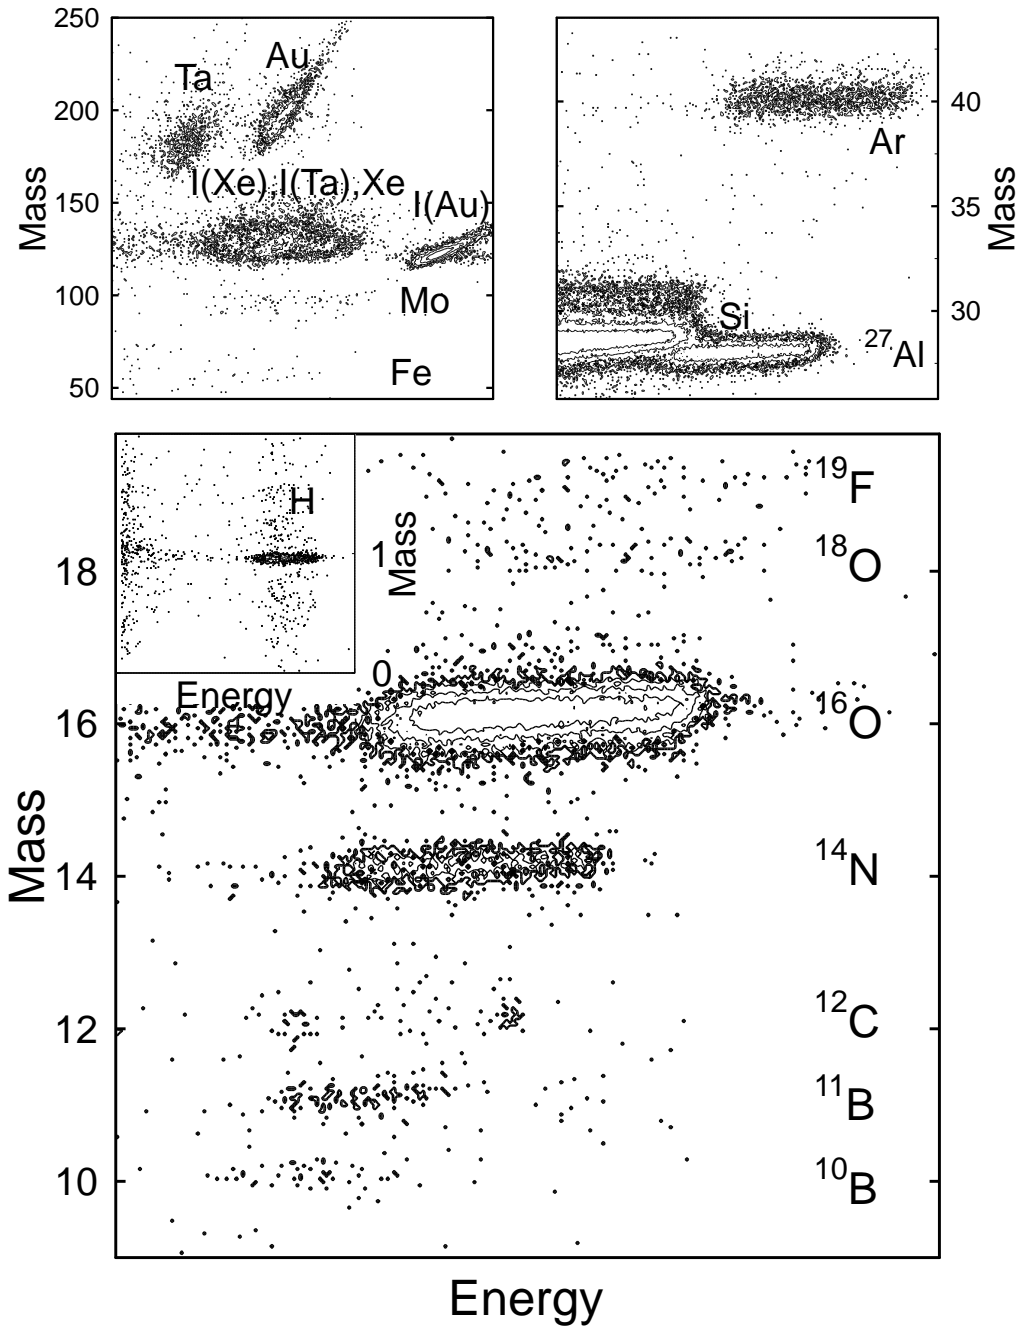 250
200
150
100
50
Mass
Ta
Au
I(Xe),I(Ta),Xe
I(Au)
Mo
Fe
40
35
30
Mass
Ar
Si
27Al
18
16
14
12
10
Mass
H
1
0
Mass
Energy
19F
18O
16O
14N
12C
11B
10B
Energy